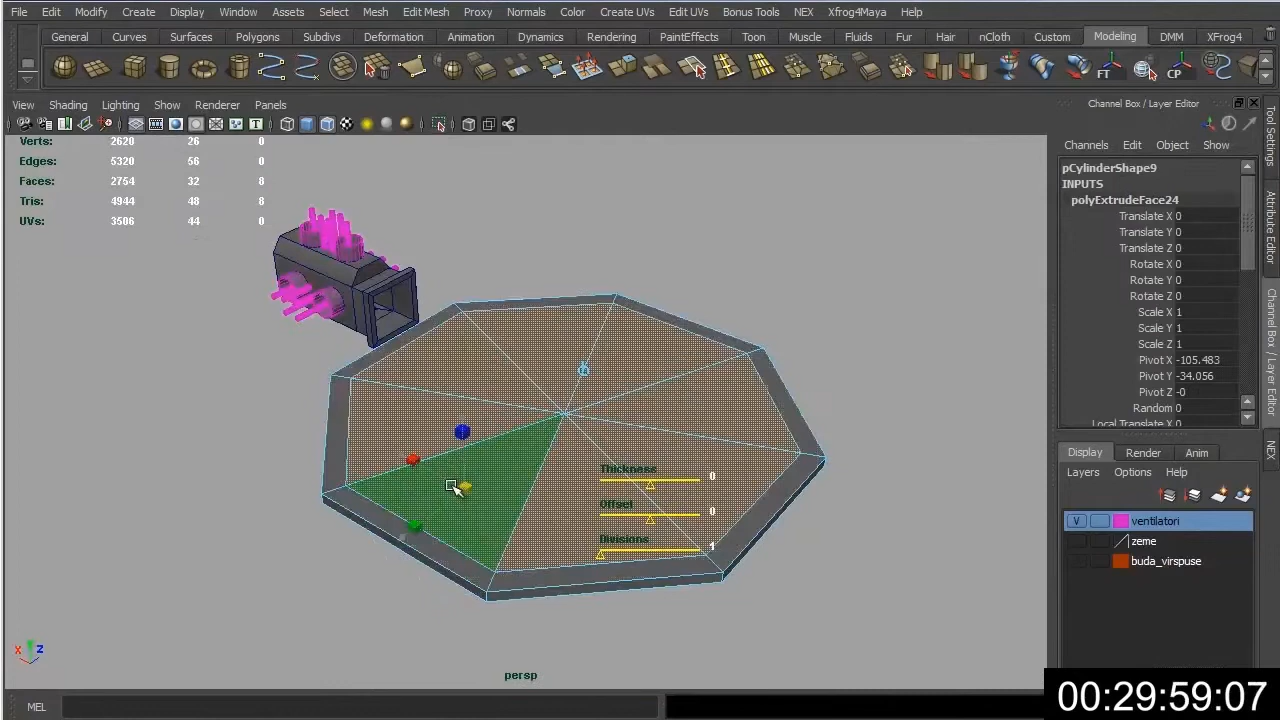 File Edit Modify Create Display Window Assets Select Mesh Edit Mesh Proxy Normals Color Create UVs Edit UVs Bonus Tools NEX Xfrog4Maya Help
General Curves Surfaces Polygons Subdivs Deformation Animation Dynamics Rendering PaintEffects Toon Muscle Fluids Fur Hair nCloth Custom Modeling DMM XFrog4
FT CP
View Shading Lighting Show Renderer Panels
Channel Box / Layer Editor
Channels Edit Object Show
Verts: 2620 26 0
Edges: 5320 56 0
Faces: 2754 32 8
Tris: 4944 48 8
UVs: 3506 44 0
pCylinderShape9
INPUTS
polyExtrudeFace24
Translate X 0
Translate Y 0
Translate Z 0
Rotate X 0
Rotate Y 0
Rotate Z 0
Scale X 1
Scale Y 1
Scale Z 1
Pivot X -105.483
Pivot Y -34.056
Pivot Z -0
Random 0
Local Translate X 0
Thickness 0
Offset 0
Divisions 1
Display Render Anim
Layers Options Help
V ventilatori
zeme
buda_virspuse
Tool Settings
Attribute Editor
Channel Box / Layer Editor
NEX
X Z
persp
MEL
00:29:59:07